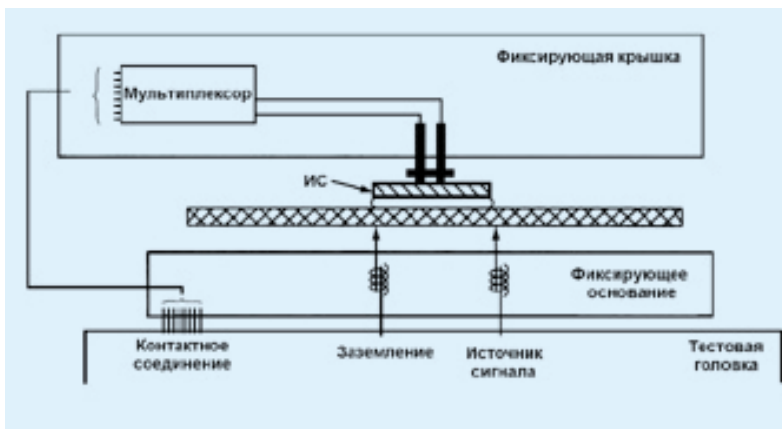 Фиксирующая крышка
Мультиплексор
ИС
Фиксирующее
основание
Контактное
соединение
Заземление
Источник
сигнала
Тестовая
головка